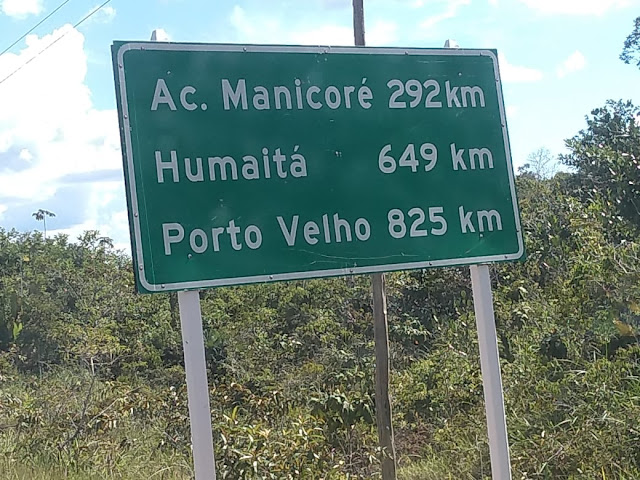 Ac. Manicoré 292km
Humaitá 649 km
Porto Velho 825 km